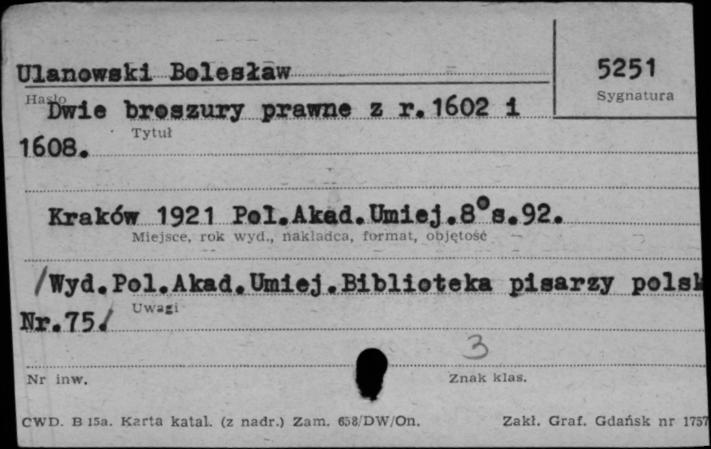 Ulanowski Bolesław 5251
Hasło Sygnatura
Dwie broszury prawne z r.1602 i
Tytuł
1608.
Kraków 1921 Pol.Akad.Umiej.8°s.92.
Miejsce, rok wyd., nakładca, format, objętość
/Wyd.Pol.Akad.Umiej.Biblioteka pisarzy polsk
Uwagi
Nr.75/
3
Nr inw. Znak klas.
CWD. B 15a. Karta katal. (z nadr.) Zam. 658/DW/On. Zakł. Graf. Gdańsk nr 1757